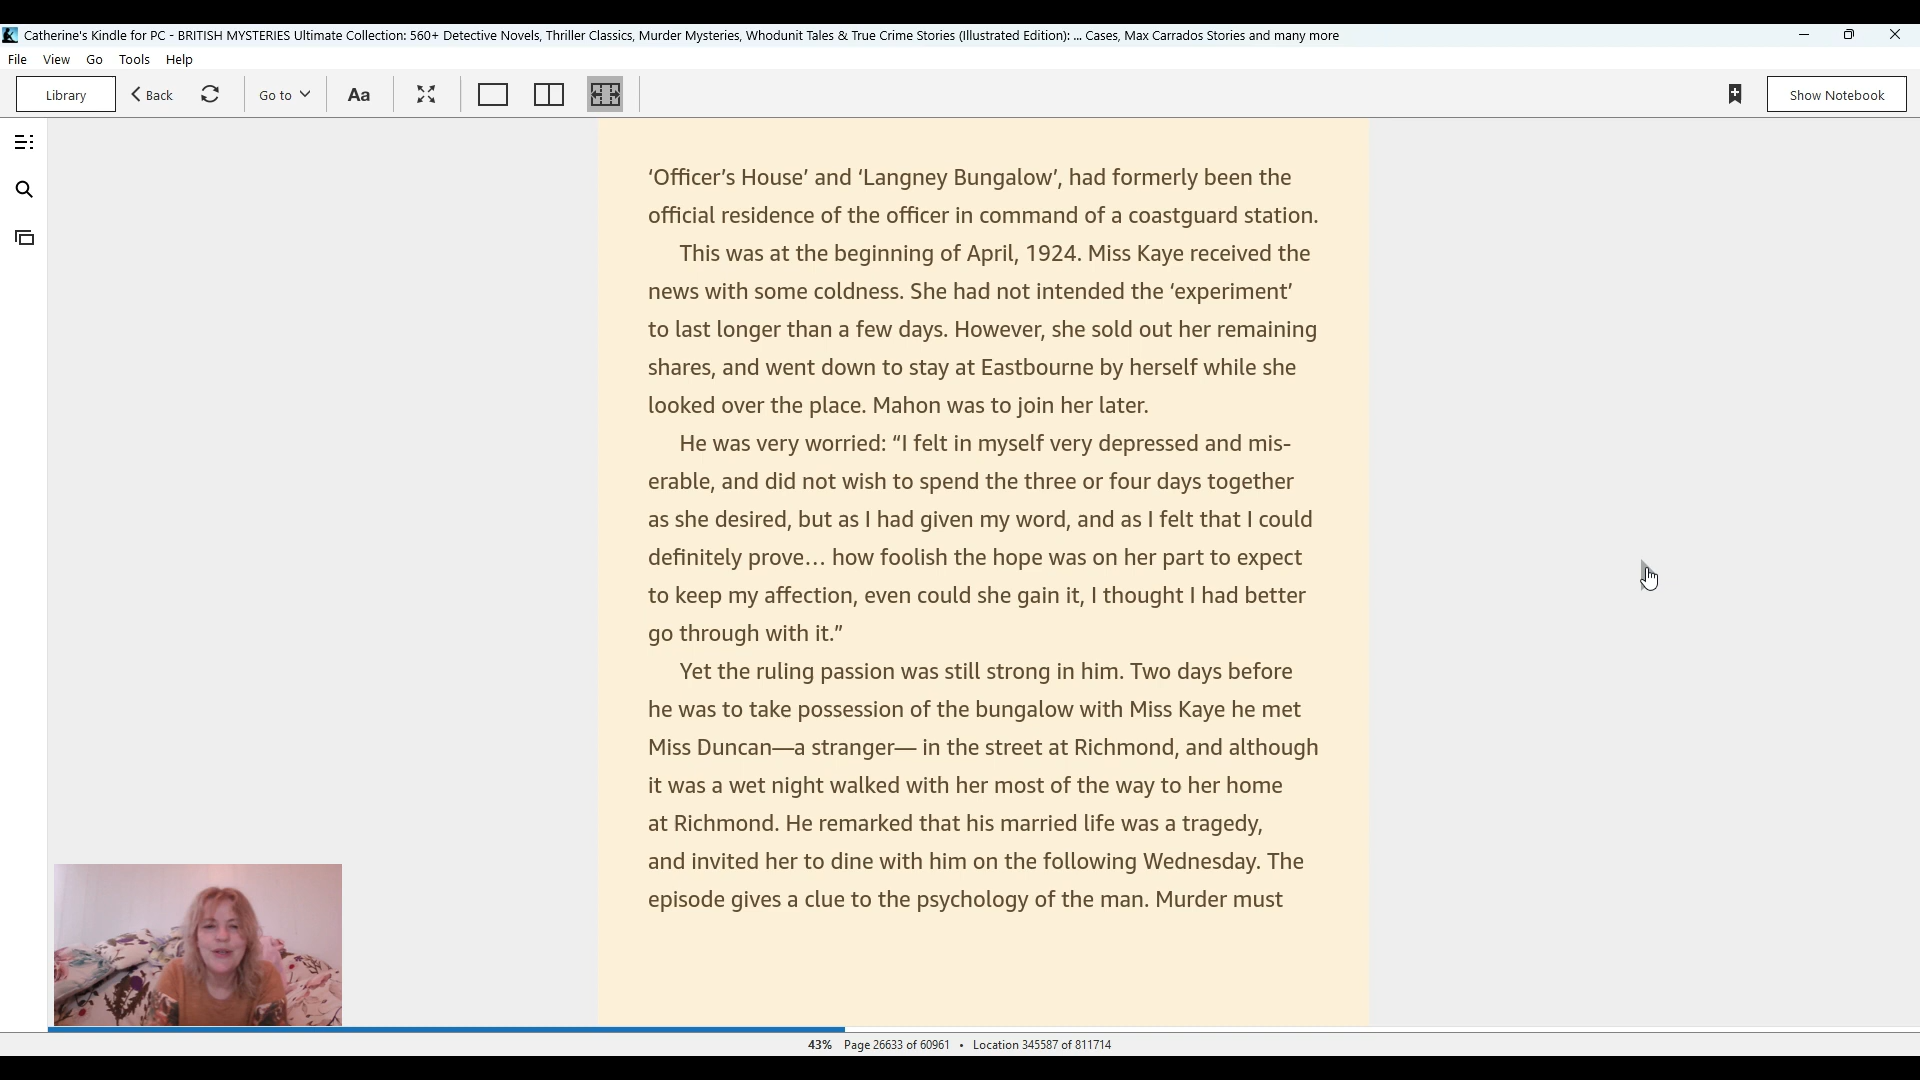 Catherine's Kindle for PC - BRITISH MYSTERIES Ultimate Collection: 560+ Detective Novels, Thriller Classics, Murder Mysteries, Whodunit Tales & True Crime Stories (Illustrated Edition): ... Cases, Max Carrados Stories and many more
File View Go Tools Help
Library Back Go to Aa Show Notebook
‘Officer’s House’ and ‘Langney Bungalow’, had formerly been the
official residence of the officer in command of a coastguard station.
This was at the beginning of April, 1924. Miss Kaye received the
news with some coldness. She had not intended the ‘experiment’
to last longer than a few days. However, she sold out her remaining
shares, and went down to stay at Eastbourne by herself while she
looked over the place. Mahon was to join her later.
He was very worried: “I felt in myself very depressed and mis-
erable, and did not wish to spend the three or four days together
as she desired, but as I had given my word, and as I felt that I could
definitely prove… how foolish the hope was on her part to expect
to keep my affection, even could she gain it, I thought I had better
go through with it.”
Yet the ruling passion was still strong in him. Two days before
he was to take possession of the bungalow with Miss Kaye he met
Miss Duncan—a stranger— in the street at Richmond, and although
it was a wet night walked with her most of the way to her home
at Richmond. He remarked that his married life was a tragedy,
and invited her to dine with him on the following Wednesday. The
episode gives a clue to the psychology of the man. Murder must
43% Page 26633 of 60961 • Location 345587 of 811714